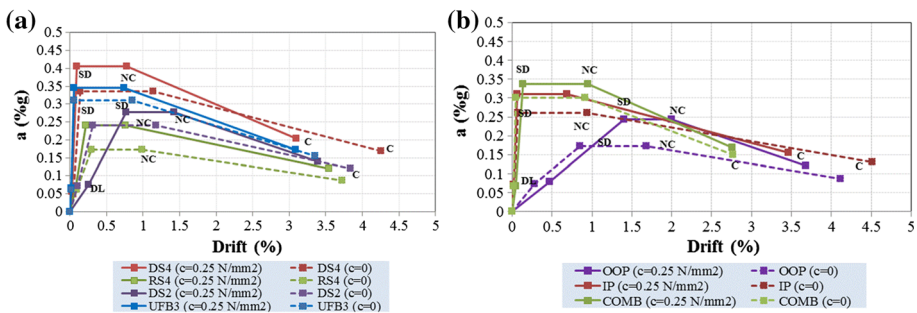 (a)
a (%g)
0.5
0.45
0.4
0.35
0.3
0.25
0.2
0.15
0.1
0.05
0
SD
NC
SD
SD
NC
NC
NC
DL
C
C
0 0.5 1 1.5 2 2.5 3 3.5 4 4.5 5
Drift (%)
DS4 (c=0.25 N/mm2) DS4 (c=0)
RS4 (c=0.25 N/mm2) RS4 (c=0)
DS2 (c=0.25 N/mm2) DS2 (c=0)
UFB3 (c=0.25 N/mm2) UFB3 (c=0)
(b)
a (%g)
0.5
0.45
0.4
0.35
0.3
0.25
0.2
0.15
0.1
0.05
0
SD
NC
SD
NC
SD
NC
SD
NC
DL
C
C
C
0 0.5 1 1.5 2 2.5 3 3.5 4 4.5 5
Drift (%)
OOP (c=0.25 N/mm2) OOP (c=0)
IP (c=0.25 N/mm2) IP (c=0)
COMB (c=0.25 N/mm2) COMB (c=0)